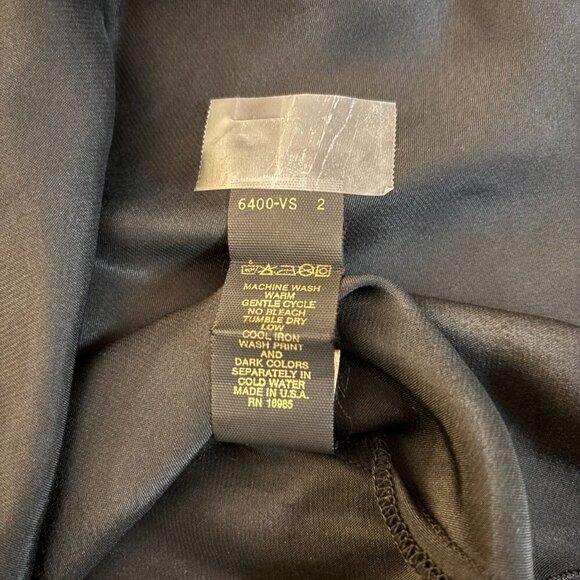 6400-VS 2
MACHINE WASH
WARM
GENTLE CYCLE
NO BLEACH
TUMBLE DRY
LOW
COOL IRON
WASH PRINT
AND
DARK COLORS
SEPARATELY IN
COLD WATER
MADE IN U.S.A.
RN 16985